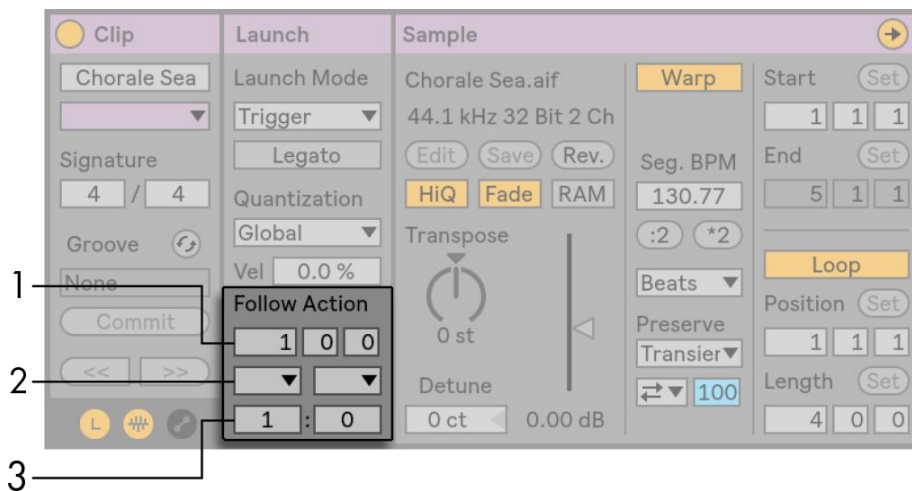 Clip
Chorale Sea
Signature
4 / 4
Groove
None
Commit
<< >>
L
Launch
Launch Mode
Trigger
Legato
Quantization
Global
Vel 0.0 %
Follow Action
1 0 0
1 : 0
1
2
3
Sample
Chorale Sea.aif
44.1 kHz 32 Bit 2 Ch
Edit Save Rev.
HiQ Fade RAM
Transpose
0 st
Detune
0 ct 0.00 dB
Warp
Seg. BPM
130.77
:2 *2
Beats
Preserve
Transier
100
Start Set
1 1 1
End Set
5 1 1
Loop
Position Set
1 1 1
Length Set
4 0 0